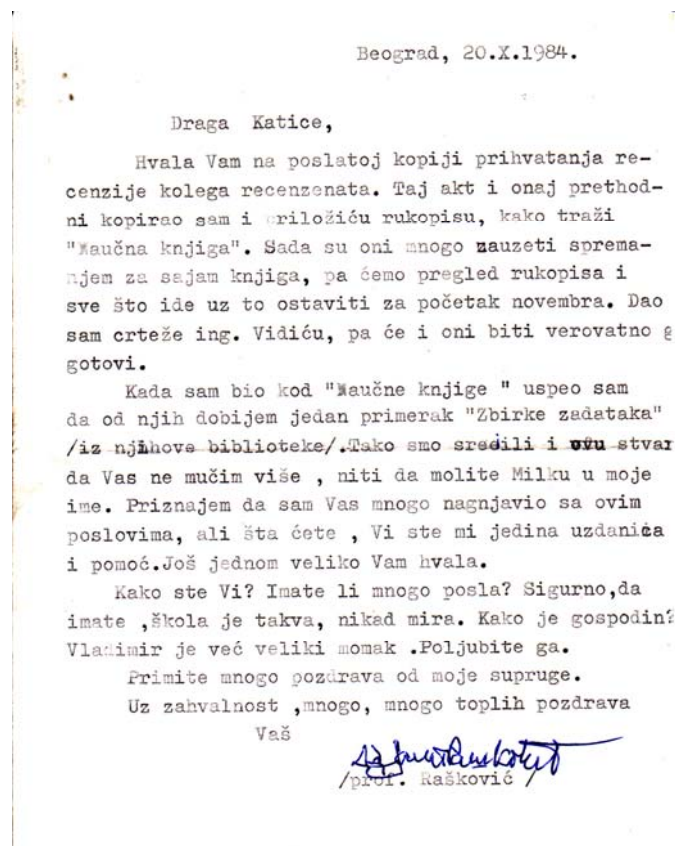 Beograd, 20.X.1984.
Draga Katice,
Hvala Vam na poslatoj kopiji prihvatanja re-
cenzije kolega recenzenata. Taj akt i onaj prethod-
ni kopirao sam i priložiću rukopisu, kako traži
"Naučna knjiga". Sada su oni mnogo zauzeti sprema-
njem za sajam knjiga, pa ćemo pregled rukopisa i
sve što ide uz to ostaviti za početak novembra. Dao
sam crteže ing. Vidiću, pa će i oni biti verovatno g
gotovi.
Kada sam bio kod "Naučne knjige " uspeo sam
da od njih dobijem jedan primerak "Zbirke zadataka"
/iz njihove biblioteke/.Tako smo sredili i ovu stvar
da Vas ne mučim više , niti da molite Milku u moje
ime. Priznajem da sam Vas mnogo nagnjavio sa ovim
poslovima, ali šta ćete , Vi ste mi jedina uzdanica
i pomoć.Još jednom veliko Vam hvala.
Kako ste Vi? Imate li mnogo posla? Sigurno,da
imate ,škola je takva, nikad mira. Kako je gospodin?
Vladimir je već veliki momak .Poljubite ga.
Primite mnogo pozdrava od moje supruge.
Uz zahvalnost ,mnogo, mnogo toplih pozdrava
Vaš
/prof. Rašković /